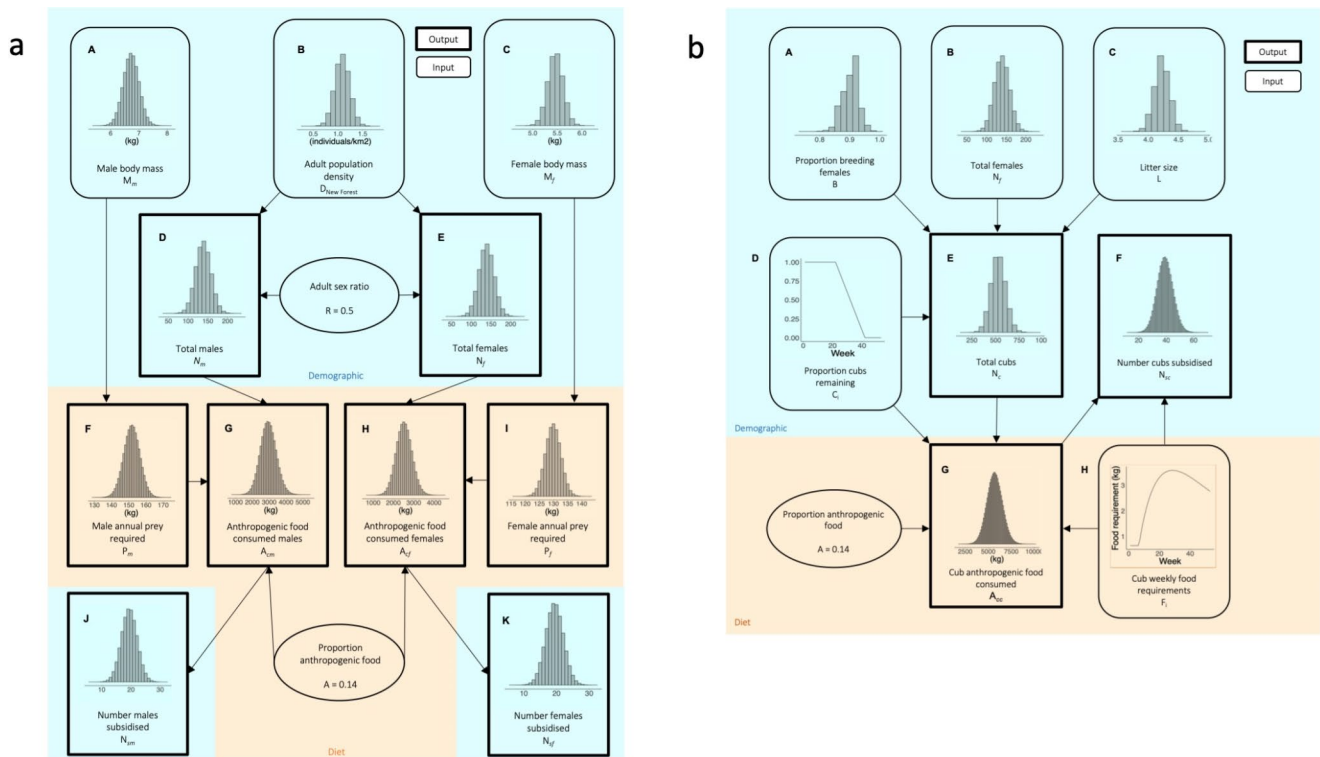 a
A
6 7 8
(kg)
Male body mass
Mm
B
0.5 1.0 1.5
(individuals/km2)
Adult population
density
DNew Forest
C
5.0 5.5 6.0
(kg)
Female body mass
Mf
Output
Input
D
50 100 150 200
Total males
Nm
Adult sex ratio
R = 0.5
E
50 100 150 200
Total females
Nf
Demographic
F
130 140 150 160 170
(kg)
Male annual prey
required
Pm
G
1000 2000 3000 4000 5000
(kg)
Anthropogenic food
consumed males
Acm
H
1000 2000 3000 4000
(kg)
Anthropogenic food
consumed females
Acf
I
115 120 125 130 135 140
(kg)
Female annual prey
required
Pf
J
10 20 30
Number males
subsidised
Nsm
Proportion
anthropogenic food
A = 0.14
K
10 20 30
Number females
subsidised
Nsf
Diet
b
A
0.8 0.9 1.0
Proportion breeding
females
B
B
50 100 150 200
Total females
Nf
C
3.5 4.0 4.5 5.0
Litter size
L
Output
Input
D
1.00
0.75
0.50
0.25
0.00
0 20 40
Week
Proportion cubs
remaining
Ci
E
250 500 750 100
Total cubs
Nc
F
20 40 60
Number cubs subsidised
Nsc
Demographic
Proportion anthropogenic
food
A = 0.14
G
2500 5000 7500 10000
(kg)
Cub anthropogenic food
consumed
H
Food requirement (kg)
3
2
1
0 20 40
Week
Cub weekly food
requirements
Fi
Diet